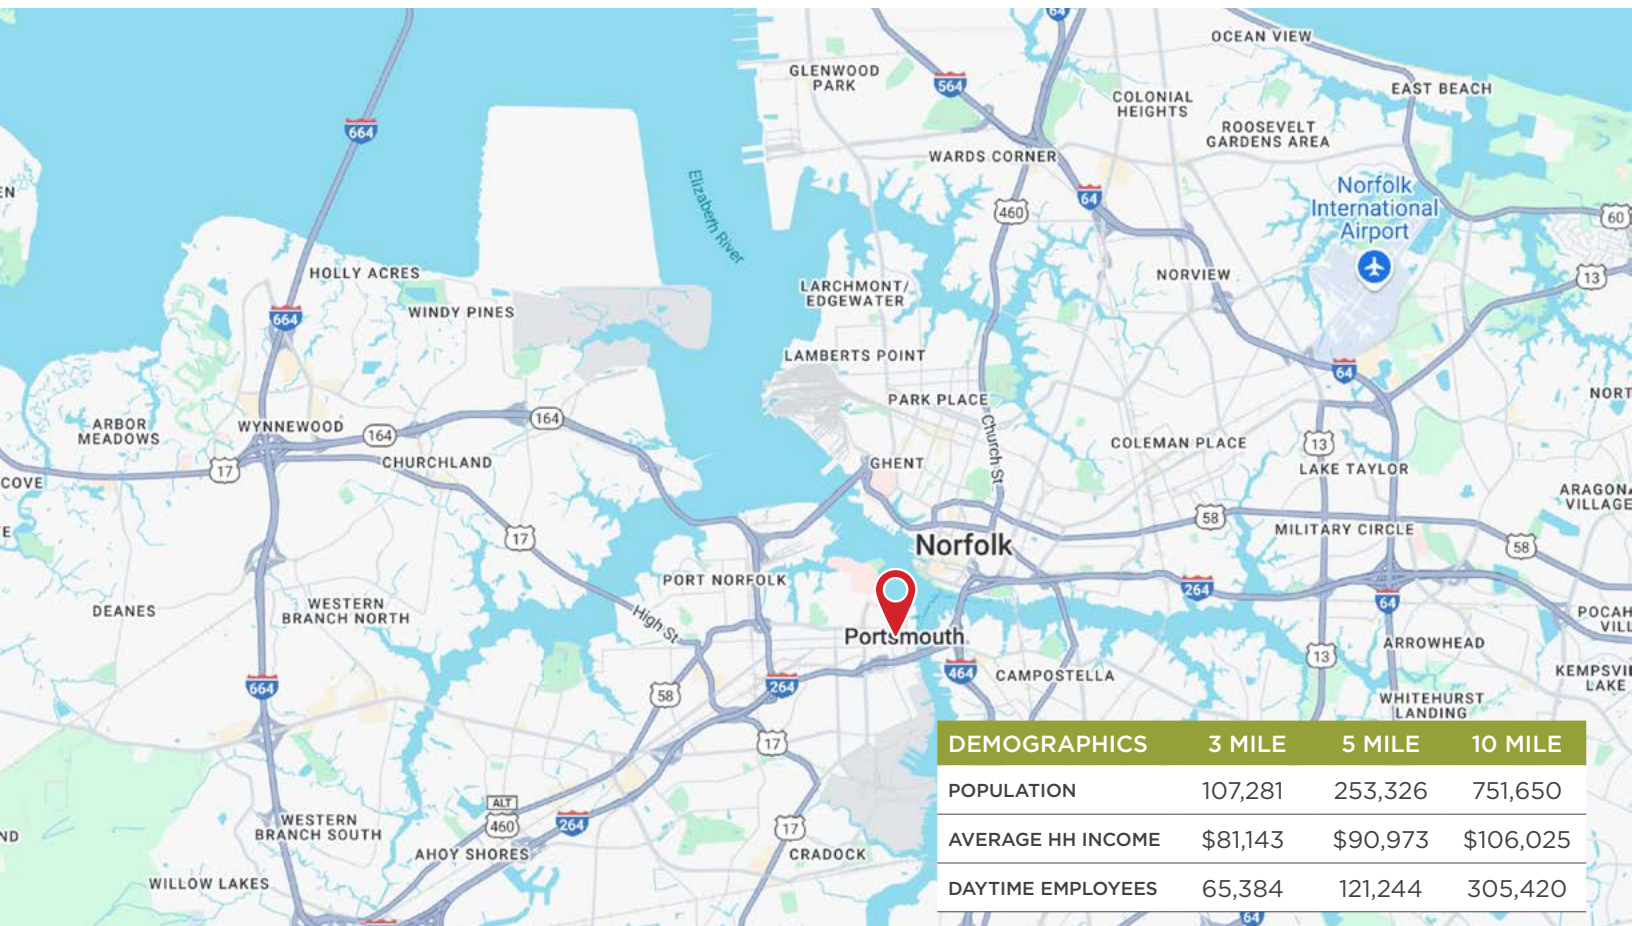 64
OCEAN VIEW
GLENWOOD
PARK
564
EAST BEACH
COLONIAL
HEIGHTS
664
ROOSEVELT
GARDENS AREA
WARDS CORNER
EN
Elizabeth River
Norfolk
International
Airport
64
460
60
HOLLY ACRES
NORVIEW
13
LARCHMONT/
EDGEWATER
664
WINDY PINES
LAMBERTS POINT
64
PARK PLACE
NORT
ARBOR
MEADOWS
WYNNEWOOD
164
164
Church St
COLEMAN PLACE
13
17
CHURCHLAND
GHENT
LAKE TAYLOR
COVE
ARAGONA
VILLAGE
58
E
17
MILITARY CIRCLE
58
Norfolk
PORT NORFOLK
264
64
DEANES
WESTERN
BRANCH NORTH
High St
Portsmouth
POCAH
VILL
ARROWHEAD
13
664
58
264
464
CAMPOSTELLA
KEMPSVI
LAKE
WHITEHURST
LANDING
17
ALT
460
264
17
WESTERN
BRANCH SOUTH
ND
AHOY SHORES
CRADOCK
WILLOW LAKES
DEMOGRAPHICS 3 MILE 5 MILE 10 MILE
POPULATION 107,281 253,326 751,650
AVERAGE HH INCOME $81,143 $90,973 $106,025
DAYTIME EMPLOYEES 65,384 121,244 305,420
64